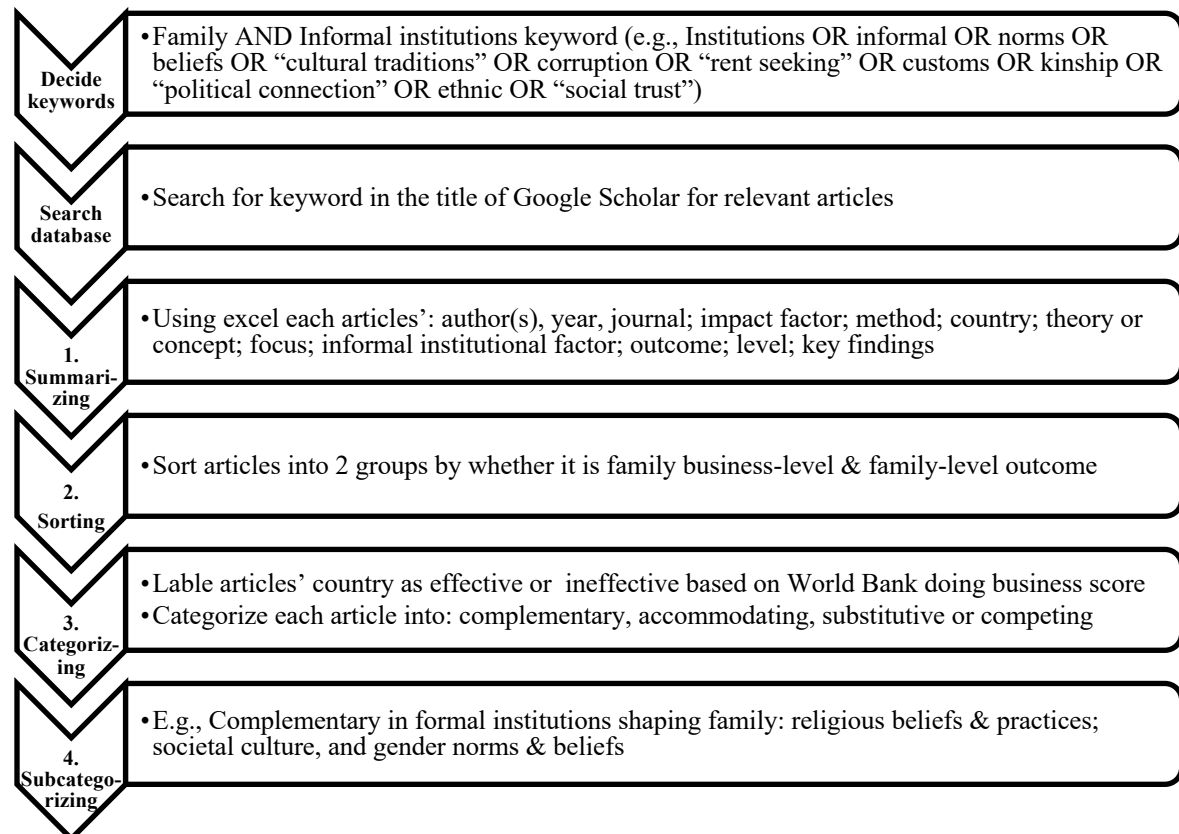 Decide
keywords
•Family AND Informal institutions keyword (e.g., Institutions OR informal OR norms OR
beliefs OR “cultural traditions” OR corruption OR “rent seeking” OR customs OR kinship OR
“political connection” OR ethnic OR “social trust”)
Search
database
•Search for keyword in the title of Google Scholar for relevant articles
1.
Summari-
zing
•Using excel each articles’: author(s), year, journal; impact factor; method; country; theory or
concept; focus; informal institutional factor; outcome; level; key findings
2.
Sorting
•Sort articles into 2 groups by whether it is family business-level & family-level outcome
3.
Categoriz-
ing
•Lable articles’ country as effective or ineffective based on World Bank doing business score
•Categorize each article into: complementary, accommodating, substitutive or competing
4.
Subcatego-
rizing
•E.g., Complementary in formal institutions shaping family: religious beliefs & practices;
societal culture, and gender norms & beliefs